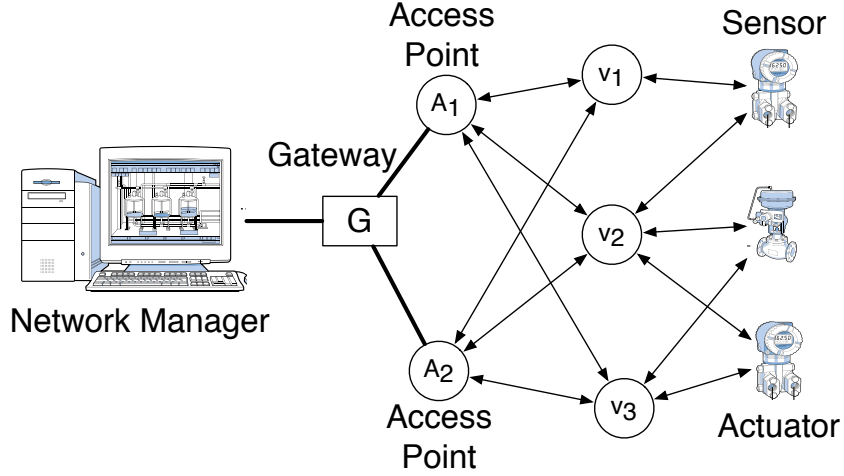 Access
Point
Sensor
A1
v1
Gateway
G
v2
Network Manager
A2
v3
Access
Point
Actuator